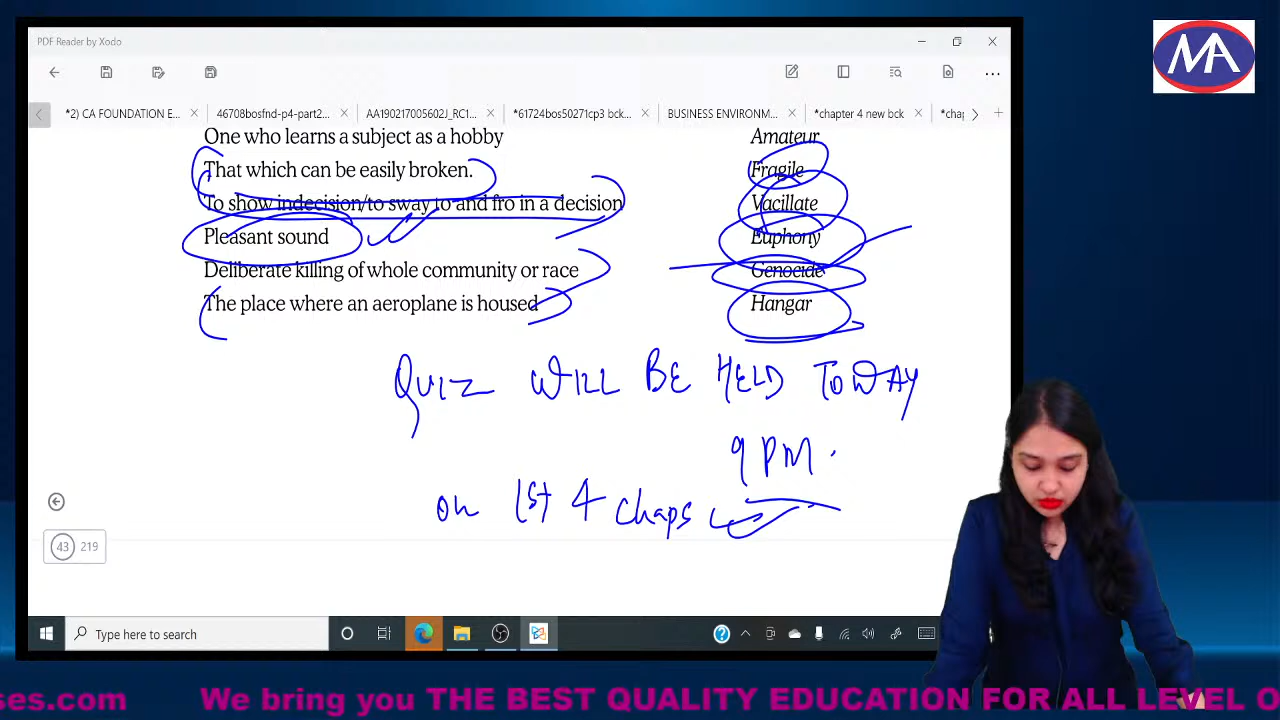 PDF Reader by Xodo
MA
*2) CA FOUNDATION E... 46708bosfnd-p4-part2... AA190217005602J_RC1... *61724bos50271cp3 bck... BUSINESS ENVIRONM... *chapter 4 new bck *chap
One who learns a subject as a hobby Amateur
That which can be easily broken. Fragile
To show indecision/to sway to and fro in a decision Vacillate
Pleasant sound Euphony
Deliberate killing of whole community or race Genocide
The place where an aeroplane is housed Hangar
QUIZ WILL BE HELD TODAY
9 PM.
on 1st 4 chaps
43 219
Type here to search
ses.com We bring you THE BEST QUALITY EDUCATION FOR ALL LEVEL O